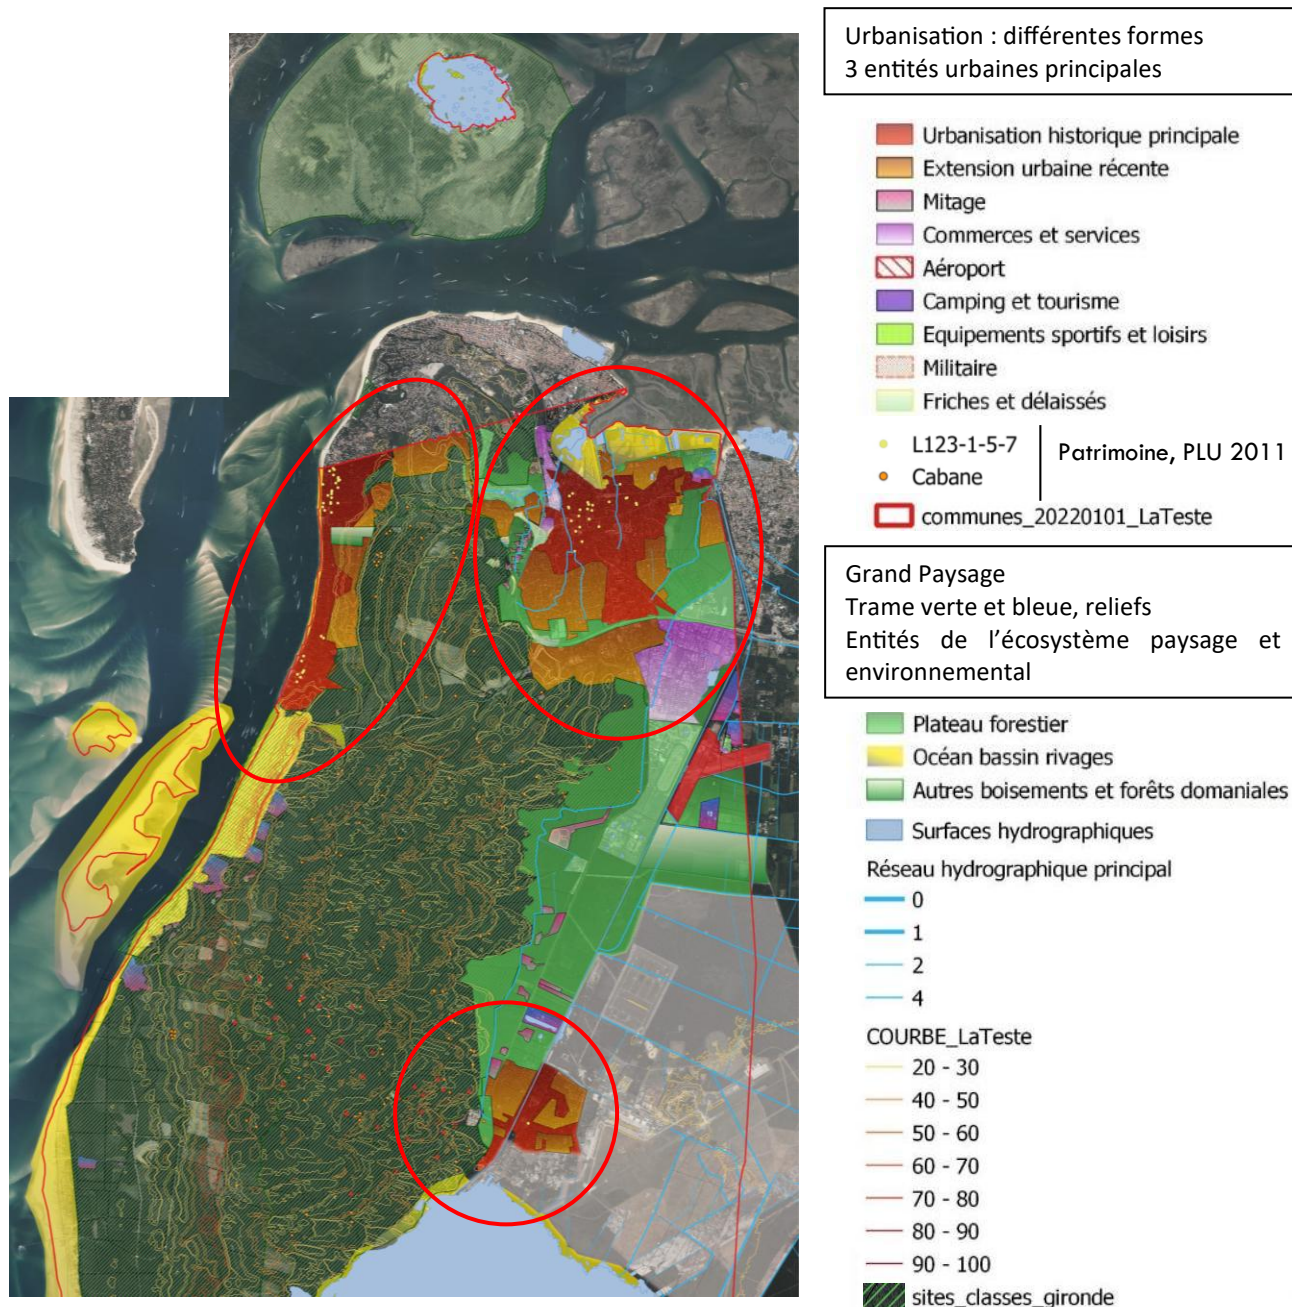 Urbanisation : différentes formes
3 entités urbaines principales
Urbanisation historique principale
Extension urbaine récente
Mitage
Commerces et services
Aéroport
Camping et tourisme
Equipements sportifs et loisirs
Militaire
Friches et délaissés
L123-1-5-7
Cabane
Patrimoine, PLU 2011
communes_20220101_LaTeste
Grand Paysage
Trame verte et bleue, reliefs
Entités de l'écosystème paysage et
environnemental
Plateau forestier
Océan bassin rivages
Autres boisements et forêts domaniales
Surfaces hydrographiques
Réseau hydrographique principal
0
1
2
4
COURBE_LaTeste
20 - 30
40 - 50
50 - 60
60 - 70
70 - 80
80 - 90
90 - 100
sites_classes_gironde